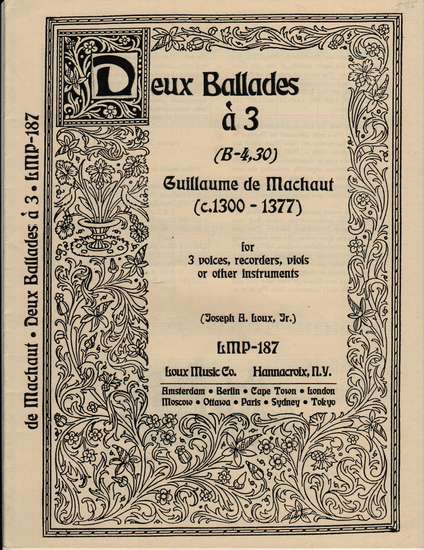 Deux Ballades
à 3
(B-4,30)
Guillaume de Machaut
(c.1300 - 1377)
for
3 voices, recorders, viols
or other instruments
(Joseph A. Loux, Jr.)
LMP-187
Loux Music Co. Hannacroix, N.Y.
Amsterdam • Berlin • Cape Town • London
Moscow • Ottawa • Paris • Sydney • Tokyo
de Machaut • Deux Ballades à 3 • LMP-187